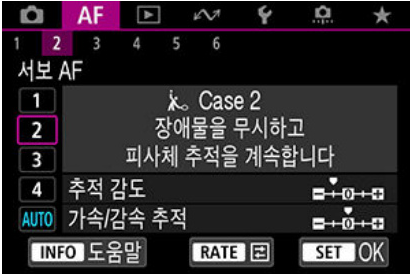 AF
1 2 3 4 5 6
서보 AF
1
Case 2
2
장애물을 무시하고
3
피사체 추적을 계속합니다
4 추적 감도 0
AUTO 가속/감속 추적 0
INFO 도움말 RATE SET OK